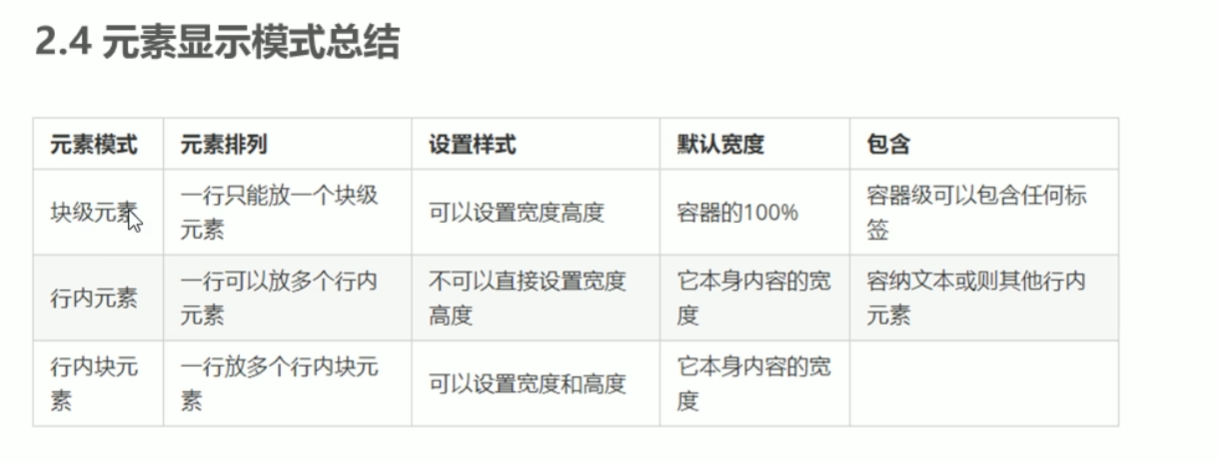 2.4 元素显示模式总结
元素模式 元素排列 设置样式 默认宽度 包含
块级元素 一行只能放一个块级元素 可以设置宽度高度 容器的100% 容器级可以包含任何标签
行内元素 一行可以放多个行内元素 不可以直接设置宽度高度 它本身内容的宽度 容纳文本或则其他行内元素
行内块元素 一行放多个行内块元素 可以设置宽度和高度 它本身内容的宽度